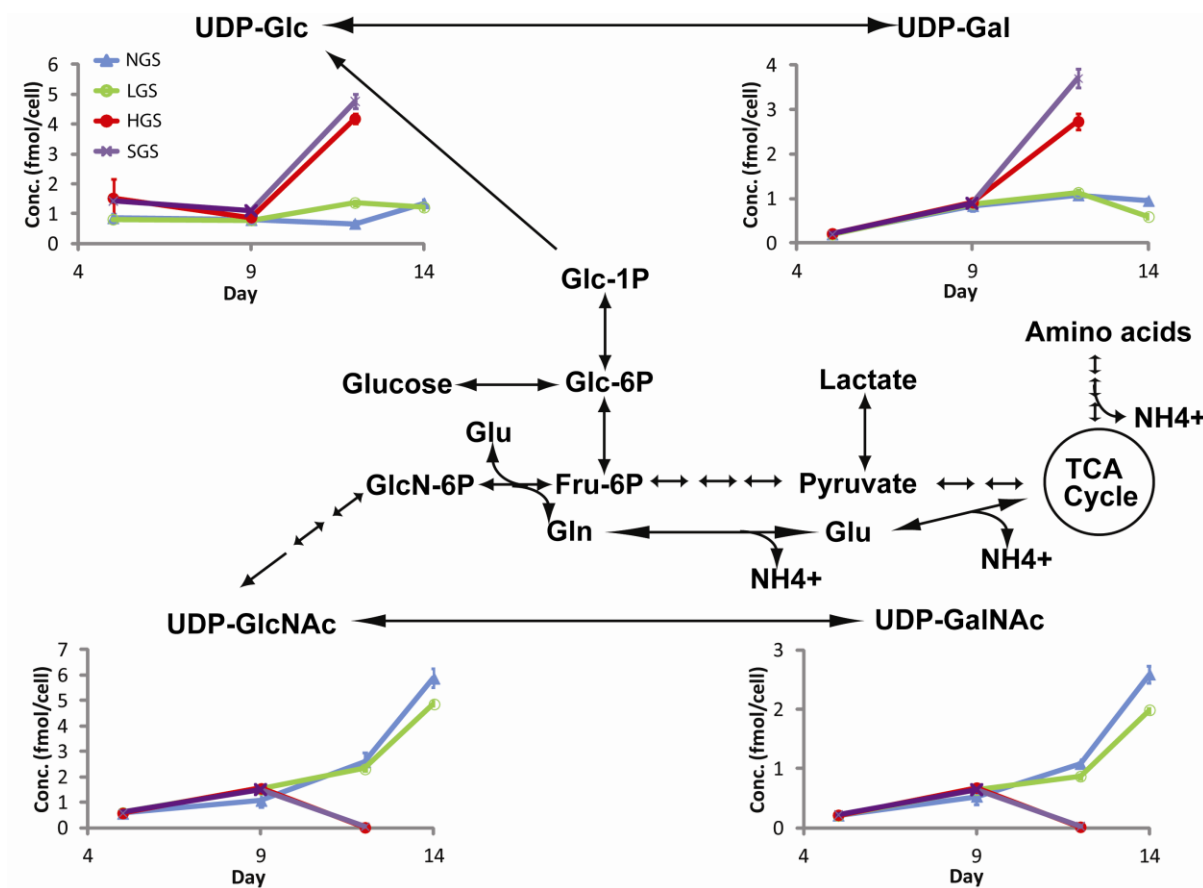 UDP-Glc
UDP-Gal
NGS
LGS
HGS
SGS
Conc. (fmol/cell)
6
5
4
3
2
1
0
4
9
14
Day
Conc. (fmol/cell)
4
3
2
1
0
4
9
14
Day
Glc-1P
Amino acids
Glucose
Glc-6P
Lactate
NH4+
Glu
GlcN-6P
Fru-6P
Pyruvate
TCA
Cycle
Gln
Glu
NH4+
NH4+
UDP-GlcNAc
UDP-GalNAc
Conc. (fmol/cell)
7
6
5
4
3
2
1
0
4
9
14
Day
Conc. (fmol/cell)
3
2
1
0
4
9
14
Day